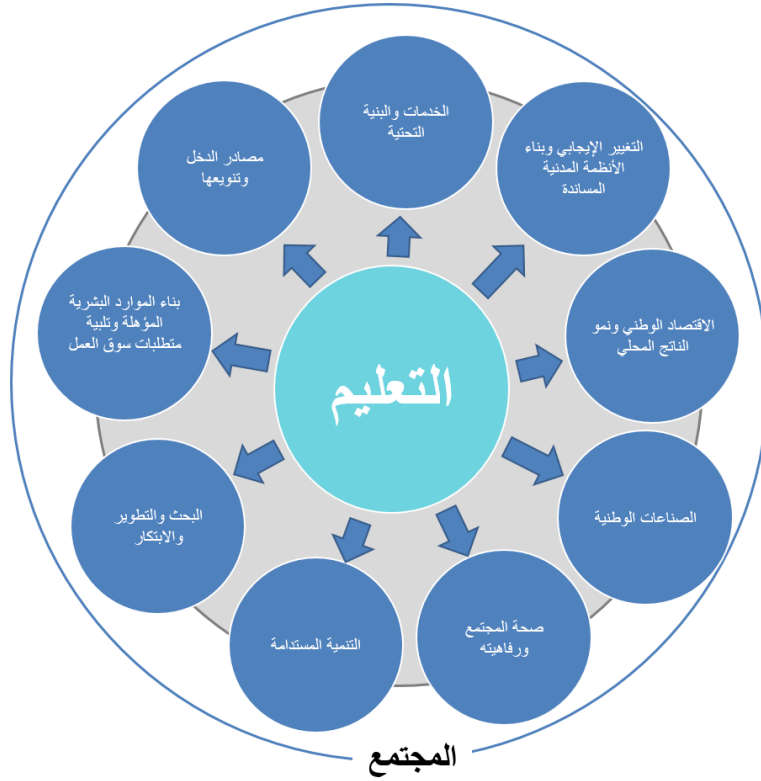 الخدمات والبنية
التحتية
التغيير الإيجابي وبناء
الأنظمة المدنية
المساندة
الاقتصاد الوطني ونمو
الناتج المحلي
الصناعات الوطنية
صحة المجتمع
ورفاهيته
التنمية المستدامة
البحث والتطوير
والابتكار
بناء الموارد البشرية
المؤهلة وتلبية
متطلبات سوق العمل
مصادر الدخل
وتنويعها
التعليم
المجتمع